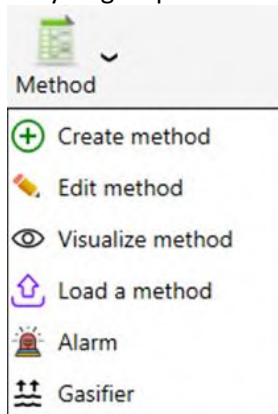 Method
Create method
Edit method
Visualize method
Load a method
Alarm
Gasifier